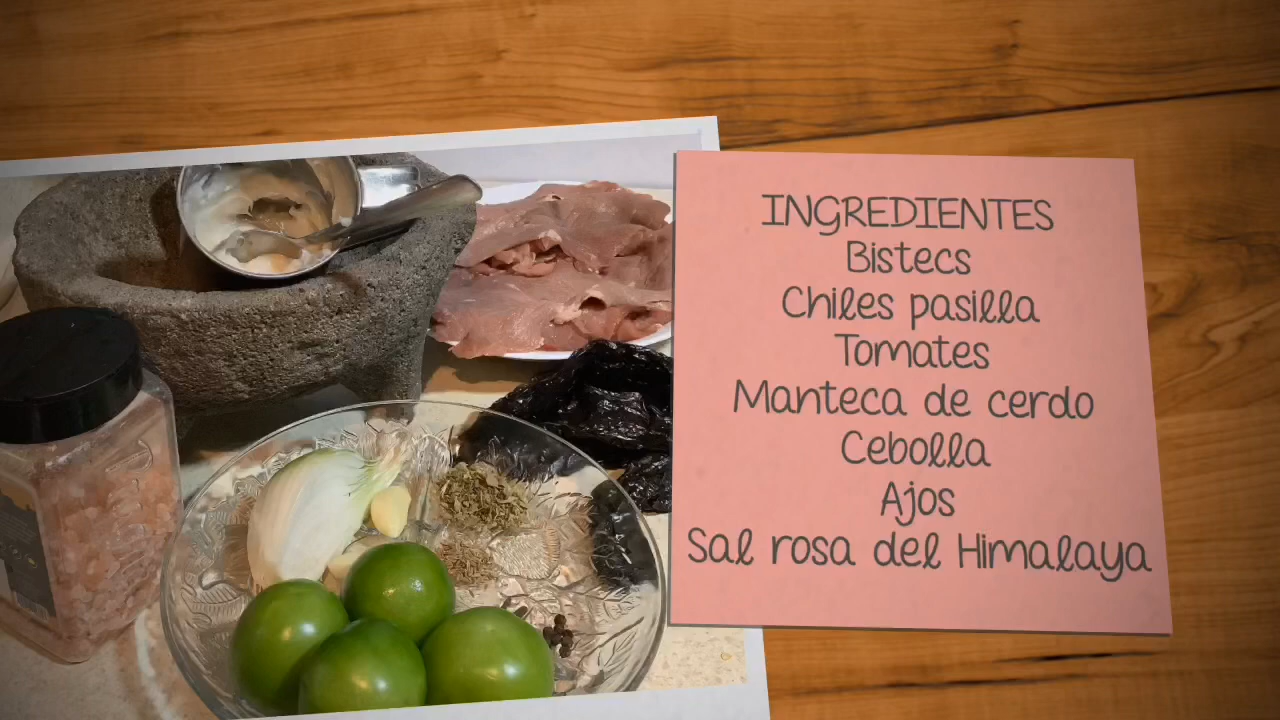 INGREDIENTES
Bistecs
Chiles pasilla
Tomates
Manteca de cerdo
Cebolla
Ajos
Sal rosa del Himalaya